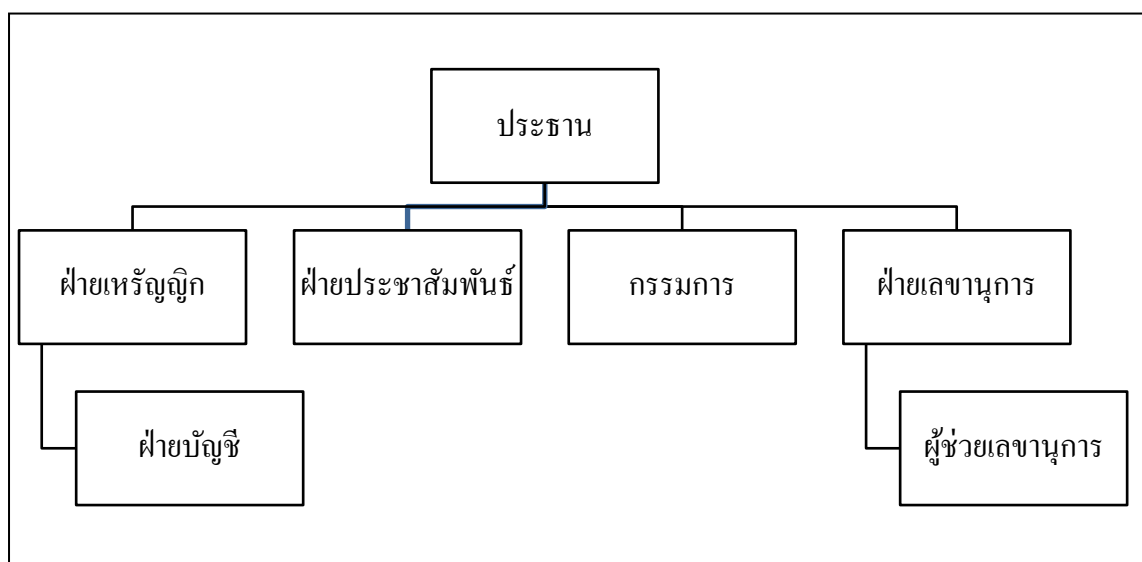 ประธาน
ฝ่ายเหรัญญิก
ฝ่ายประชาสัมพันธ์
กรรมการ
ฝ่ายเลขานุการ
ฝ่ายบัญชี
ผู้ช่วยเลขานุการ